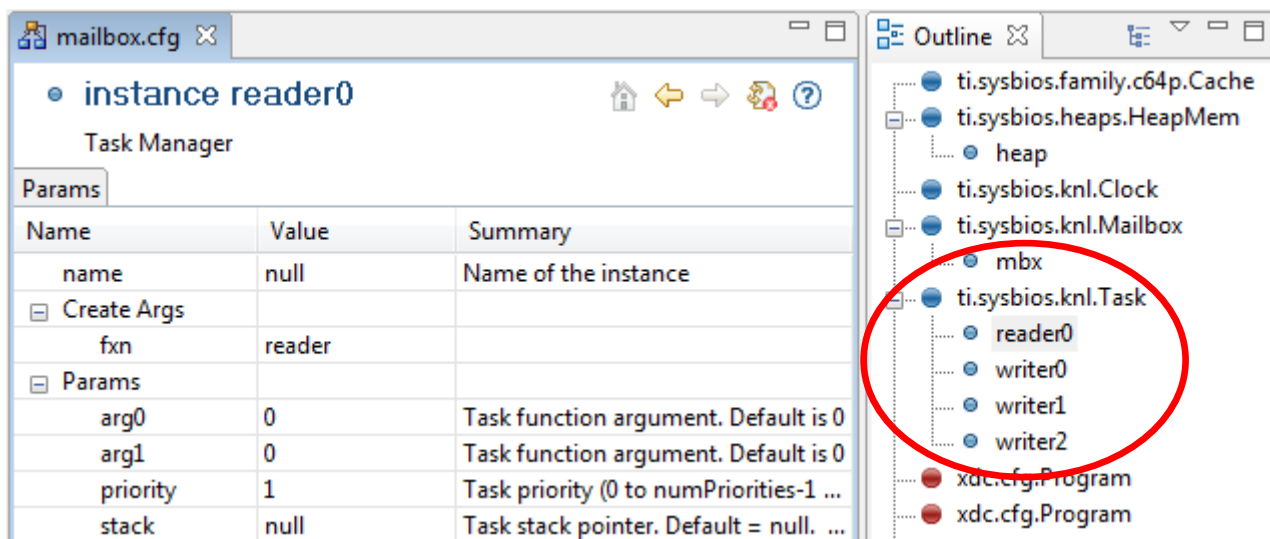 mailbox.cfg
instance reader0
Task Manager
Params
Name Value Summary
name null Name of the instance
Create Args
fxn reader
Params
arg0 0 Task function argument. Default is 0
arg1 0 Task function argument. Default is 0
priority 1 Task priority (0 to numPriorities-1 ...
stack null Task stack pointer. Default = null. ...
Outline
ti.sysbios.family.c64p.Cache
ti.sysbios.heaps.HeapMem
heap
ti.sysbios.knl.Clock
ti.sysbios.knl.Mailbox
mbx
ti.sysbios.knl.Task
reader0
writer0
writer1
writer2
xdc.cfg.Program
xdc.cfg.Program